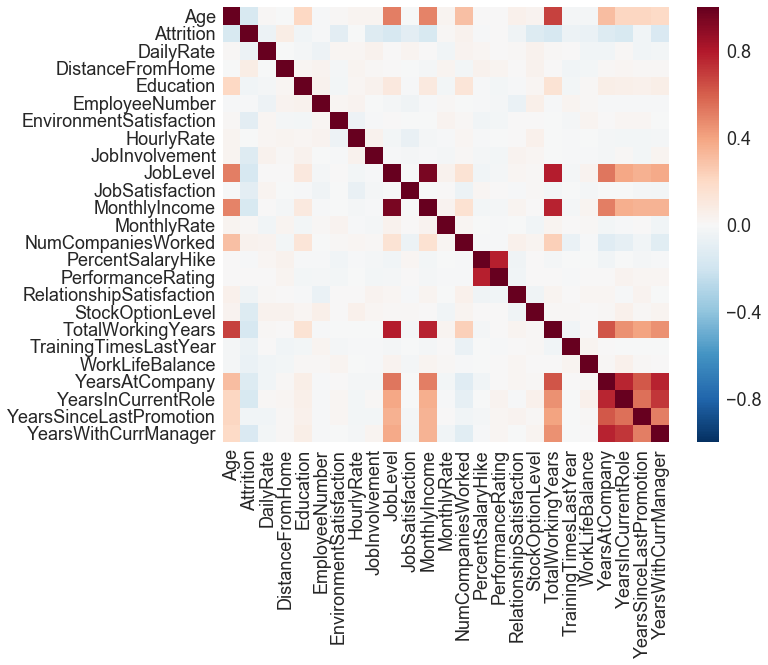 Age
Attrition
DailyRate
DistanceFromHome
Education
EmployeeNumber
EnvironmentSatisfaction
HourlyRate
JobInvolvement
JobLevel
JobSatisfaction
MonthlyIncome
MonthlyRate
NumCompaniesWorked
PercentSalaryHike
PerformanceRating
RelationshipSatisfaction
StockOptionLevel
TotalWorkingYears
TrainingTimesLastYear
WorkLifeBalance
YearsAtCompany
YearsInCurrentRole
YearsSinceLastPromotion
YearsWithCurrManager
Age
Attrition
DailyRate
DistanceFromHome
Education
EmployeeNumber
EnvironmentSatisfaction
HourlyRate
JobInvolvement
JobLevel
JobSatisfaction
MonthlyIncome
MonthlyRate
NumCompaniesWorked
PercentSalaryHike
PerformanceRating
RelationshipSatisfaction
StockOptionLevel
TotalWorkingYears
TrainingTimesLastYear
WorkLifeBalance
YearsAtCompany
YearsInCurrentRole
YearsSinceLastPromotion
YearsWithCurrManager
0.8
0.4
0.0
−0.4
−0.8